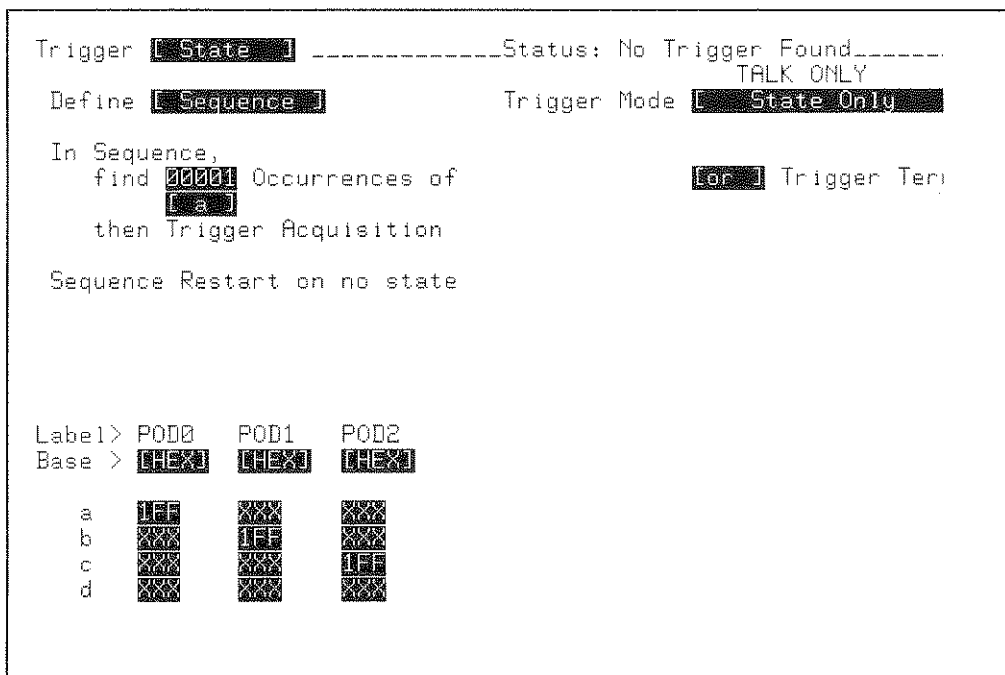 Trigger [ State ] _____________Status: No Trigger Found______
TALK ONLY
Define [ Sequence ] Trigger Mode [ State Only
In Sequence,
find 00001 Occurrences of [or ] Trigger Ter
[ a ]
then Trigger Acquisition
Sequence Restart on no state
Label> POD0 POD1 POD2
Base > [HEX] [HEX] [HEX]
a 1FF XXX XXX
b XXX 1FF XXX
c XXX XXX 1FF
d XXX XXX XXX